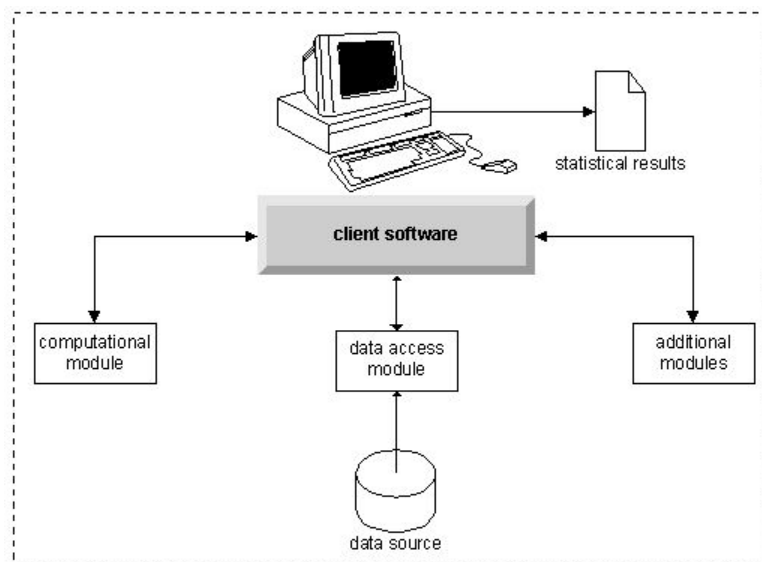 statistical results
client software
computational
module
data access
module
additional
modules
data source